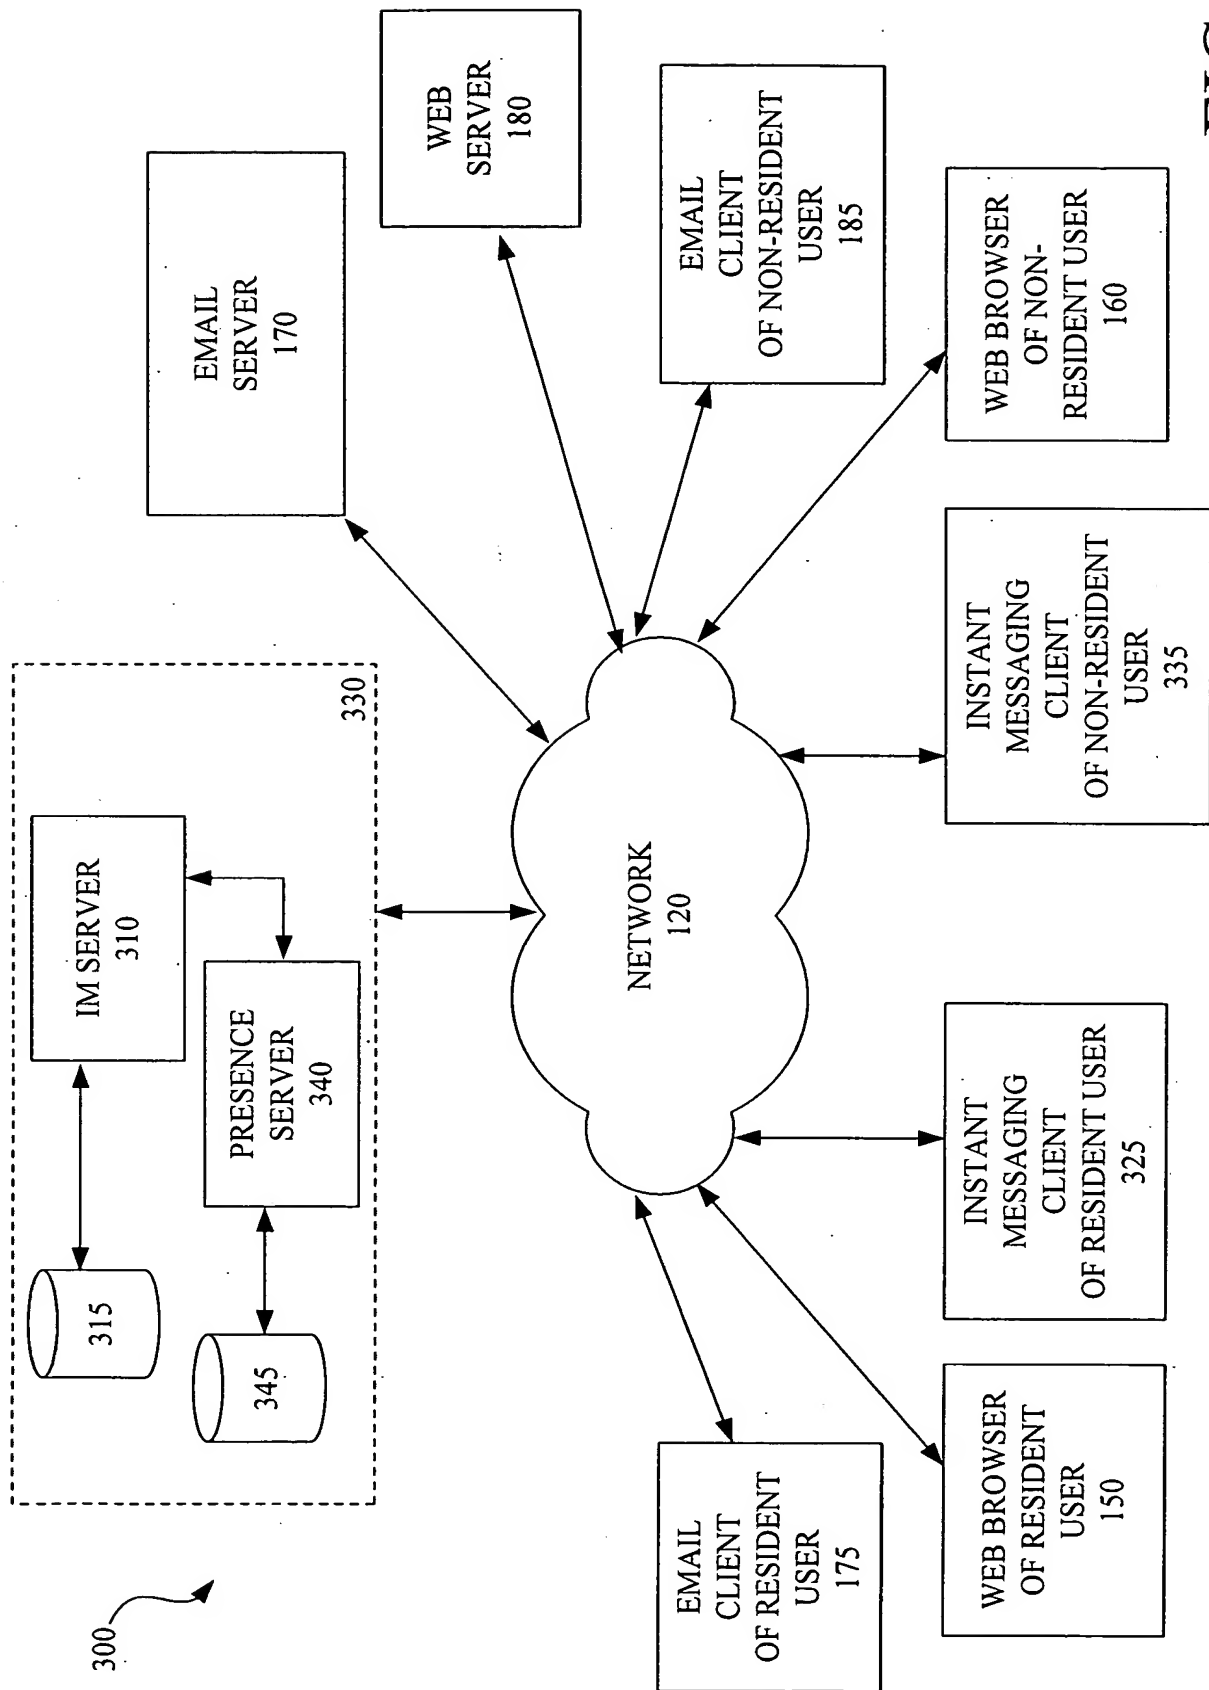 300
315
345
IM SERVER
310
PRESENCE
SERVER
340
330
EMAIL
SERVER
170
WEB
SERVER
180
NETWORK
120
EMAIL
CLIENT
OF RESIDENT
USER
175
EMAIL
CLIENT
OF NON-RESIDENT
USER
185
WEB BROWSER
OF RESIDENT
USER
150
INSTANT
MESSAGING
CLIENT
OF RESIDENT USER
325
INSTANT
MESSAGING
CLIENT
OF NON-RESIDENT
USER
335
WEB BROWSER
OF NON-
RESIDENT USER
160